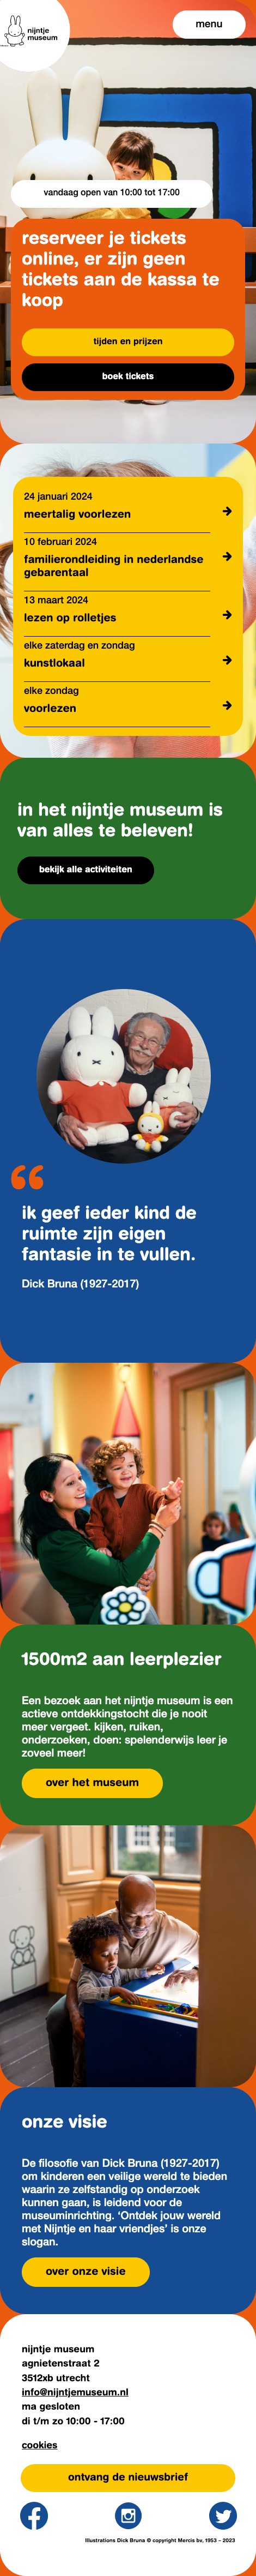 nijntje
museum
menu
vandaag open van 10:00 tot 17:00
reserveer je tickets
online, er zijn geen
tickets aan de kassa te
koop
tijden en prijzen
boek tickets
24 januari 2024
meertalig voorlezen
10 februari 2024
familierondleiding in nederlandse
gebarentaal
13 maart 2024
lezen op rolletjes
elke zaterdag en zondag
kunstlokaal
elke zondag
voorlezen
in het nijntje museum is
van alles te beleven!
bekijk alle activiteiten
“
ik geef ieder kind de
ruimte zijn eigen
fantasie in te vullen.
Dick Bruna (1927-2017)
1500m2 aan leerplezier
Een bezoek aan het nijntje museum is een
actieve ontdekkingstocht die je nooit
meer vergeet. kijken, ruiken,
onderzoeken, doen: spelenderwijs leer je
zoveel meer!
over het museum
onze visie
De filosofie van Dick Bruna (1927-2017)
om kinderen een veilige wereld te bieden
waarin ze zelfstandig op onderzoek
kunnen gaan, is leidend voor de
museuminrichting. ‘Ontdek jouw wereld
met Nijntje en haar vriendjes’ is onze
slogan.
over onze visie
nijntje museum
agnietenstraat 2
3512xb utrecht
info@nijntjemuseum.nl
ma gesloten
di t/m zo 10:00 - 17:00
cookies
ontvang de nieuwsbrief
Illustrations Dick Bruna © copyright Mercis bv, 1953 – 2023